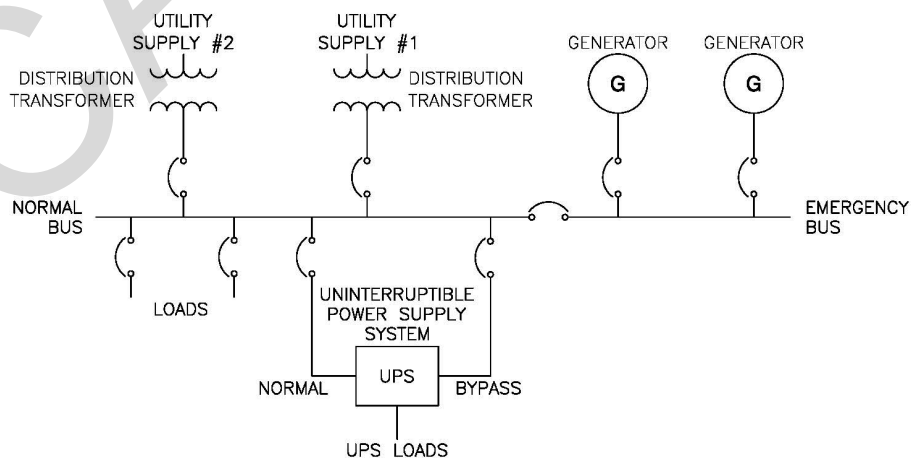 UTILITY
SUPPLY #2
UTILITY
SUPPLY #1
GENERATOR
GENERATOR
DISTRIBUTION
TRANSFORMER
DISTRIBUTION
TRANSFORMER
G
G
NORMAL
BUS
EMERGENCY
BUS
LOADS
UNINTERRUPTIBLE
POWER SUPPLY
SYSTEM
NORMAL
UPS
BYPASS
UPS LOADS